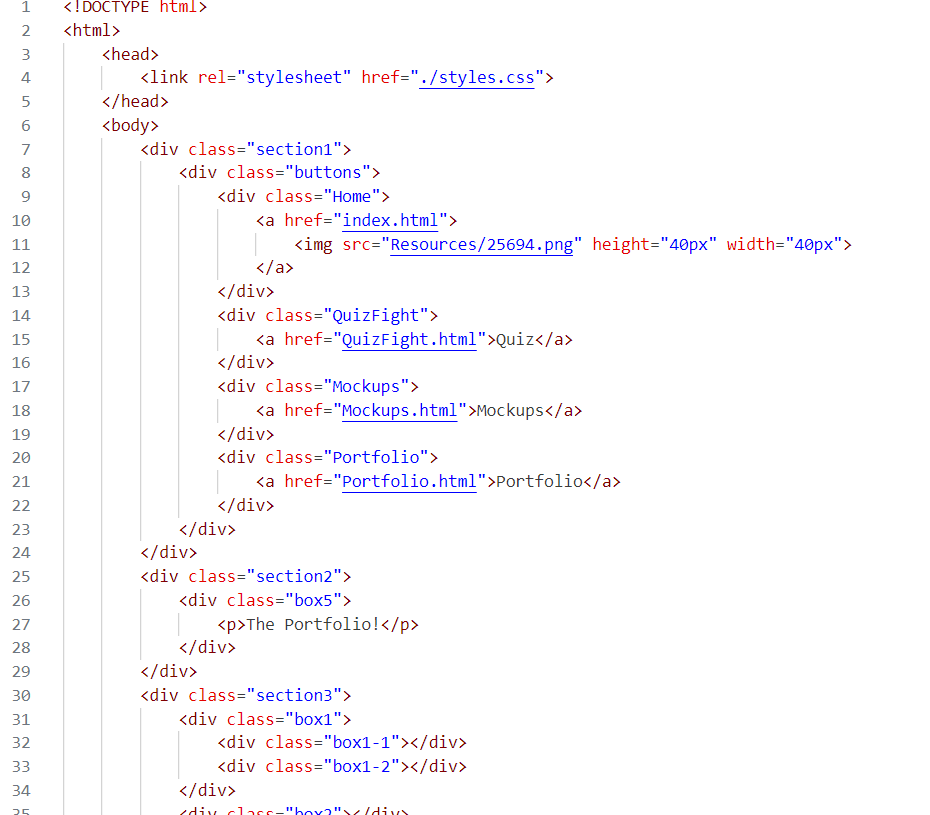 1 <!DOCTYPE html>
2 <html>
3 <head>
4 <link rel="stylesheet" href="./styles.css">
5 </head>
6 <body>
7 <div class="section1">
8 <div class="buttons">
9 <div class="Home">
10 <a href="index.html">
11 <img src="Resources/25694.png" height="40px" width="40px">
12 </a>
13 </div>
14 <div class="QuizFight">
15 <a href="QuizFight.html">Quiz</a>
16 </div>
17 <div class="Mockups">
18 <a href="Mockups.html">Mockups</a>
19 </div>
20 <div class="Portfolio">
21 <a href="Portfolio.html">Portfolio</a>
22 </div>
23 </div>
24 </div>
25 <div class="section2">
26 <div class="box5">
27 <p>The Portfolio!</p>
28 </div>
29 </div>
30 <div class="section3">
31 <div class="box1">
32 <div class="box1-1"></div>
33 <div class="box1-2"></div>
34 </div>
35 <div class="box2"></div>